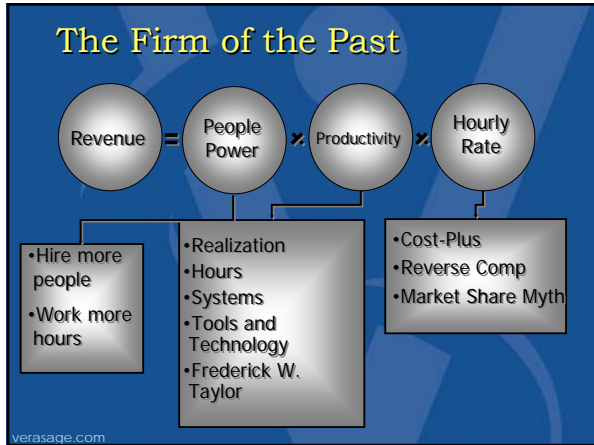 The Firm of the Past
Revenue
=
People
Power
×
Productivity
×
Hourly
Rate
•Hire more
people
•Work more
hours
•Realization
•Hours
•Systems
•Tools and
Technology
•Frederick W.
Taylor
•Cost-Plus
•Reverse Comp
•Market Share Myth
verasage.com